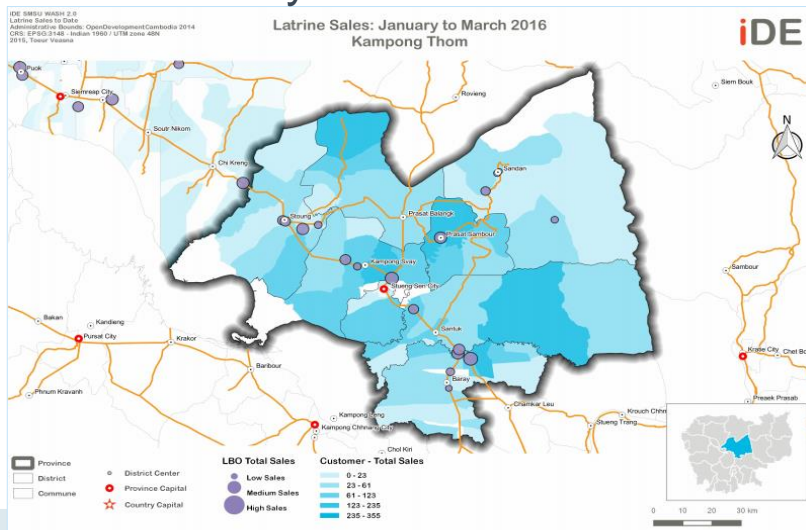 iDE SMSU WASH 2.0
Latrine Sales to Date
Administrative Bounds: OpenDevelopmentCambodia 2014
CRS: EPSG:3148 - Indian 1960 / UTM zone 48N
2015, Toeur Veasna
Latrine Sales: January to March 2016
Kampong Thom
iDE
Puok
Siemreap City
Soutr Nikom
Chi Kreng
Rovieng
Siem Bouk
N
Sandan
Stoung
Prasat Balangk
Prasat Sambour
Kampong Svay
Stueng Sen City
Sambour
Bakan
Kandieng
Pursat City
Krakor
Santuk
Baribour
Baray
Phnum Kravanh
Kampong Leng
Kampong Chhnang City
Chol Kiri
Chamkar Leu
Stueng Trang
Krouch Chhm
Kratie City
Chet Bo
Preaek Prasab
Province
District
Commune
District Center
Province Capital
Country Capital
LBO Total Sales
Low Sales
Medium Sales
High Sales
Customer - Total Sales
0 - 23
23 - 61
61 - 123
123 - 235
235 - 355
0 10 20 30 km